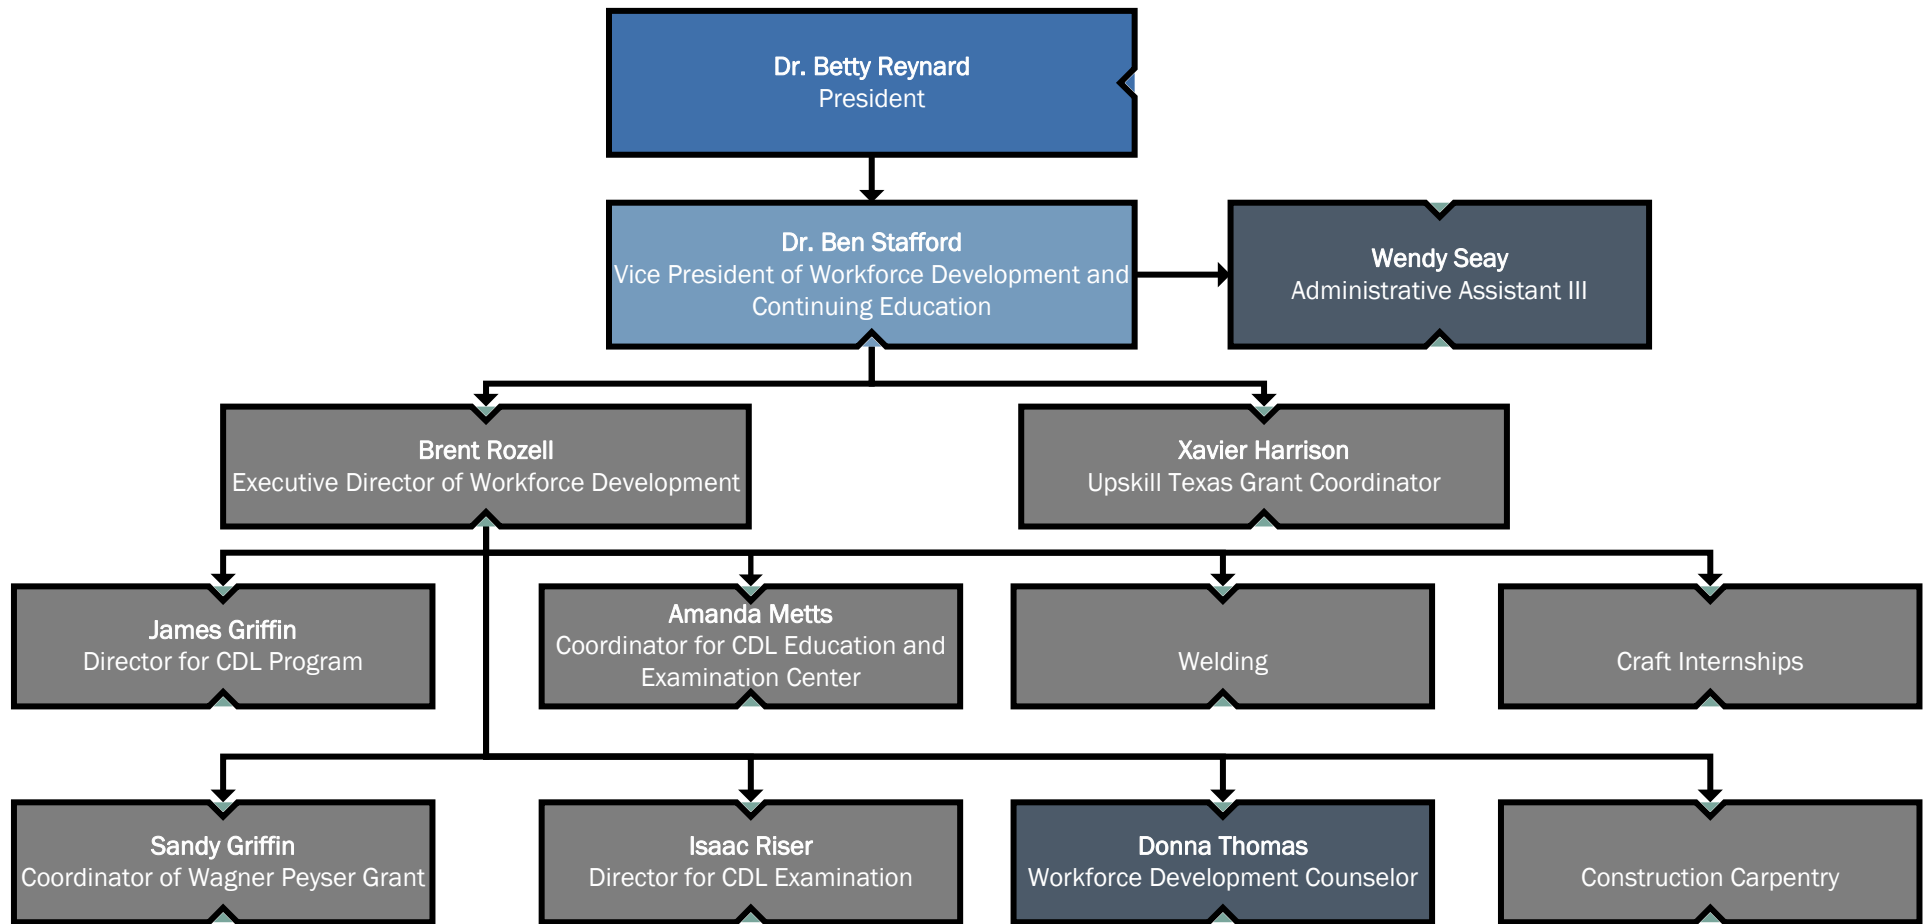 Dr. Betty Reynard
President
Dr. Ben Stafford
Vice President of Workforce Development and
Continuing Education
Wendy Seay
Administrative Assistant III
Brent Rozell
Executive Director of Workforce Development
Xavier Harrison
Upskill Texas Grant Coordinator
James Griffin
Director for CDL Program
Amanda Metts
Coordinator for CDL Education and
Examination Center
Welding
Craft Internships
Sandy Griffin
Coordinator of Wagner Peyser Grant
Isaac Riser
Director for CDL Examination
Donna Thomas
Workforce Development Counselor
Construction Carpentry